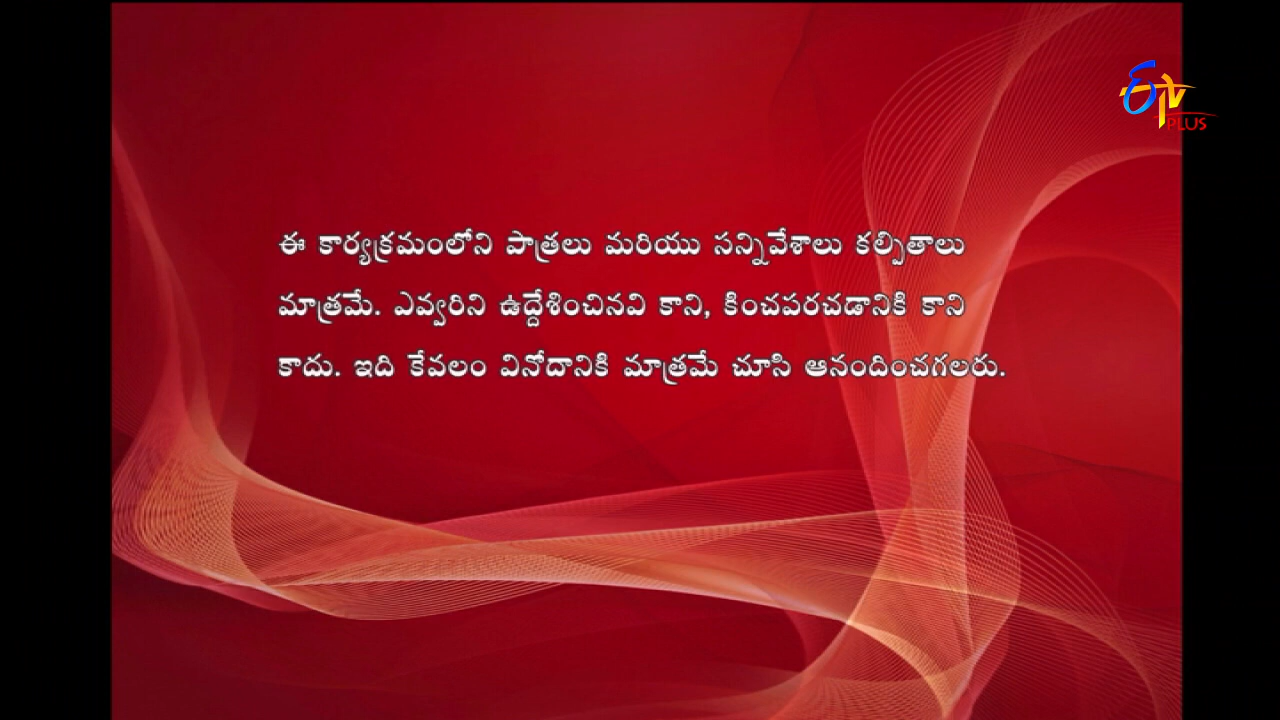 ETV
PLUS
ఈ కార్యక్రమంలోని పాత్రలు మరియు సన్నివేశాలు కల్పితాలు
మాత్రమే. ఎవ్వరిని ఉద్దేశించినవి కాని, కించపరచడానికి కాని
కాదు. ఇది కేవలం వినోదానికి మాత్రమే చూసి ఆనందించగలరు.